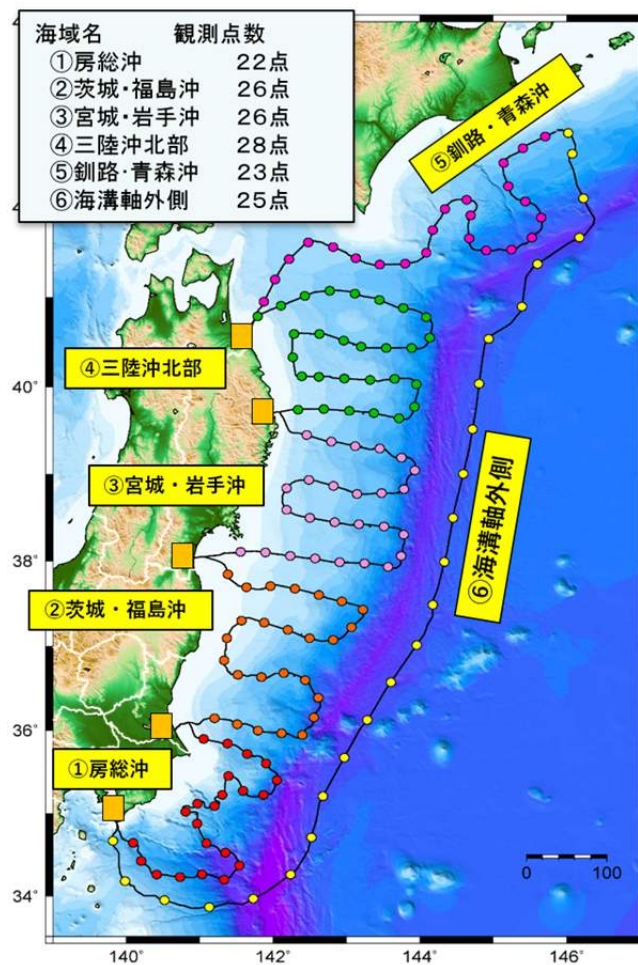 海域名 観測点数
①房総沖 22点
②茨城・福島沖 26点
③宮城・岩手沖 26点
④三陸沖北部 28点
⑤釧路・青森沖 23点
⑥海溝軸外側 25点
⑤釧路・青森沖
④三陸沖北部
40°
③宮城・岩手沖
⑥海溝軸外側
38°
②茨城・福島沖
36°
①房総沖
34°
0 100
140° 142° 144° 146°